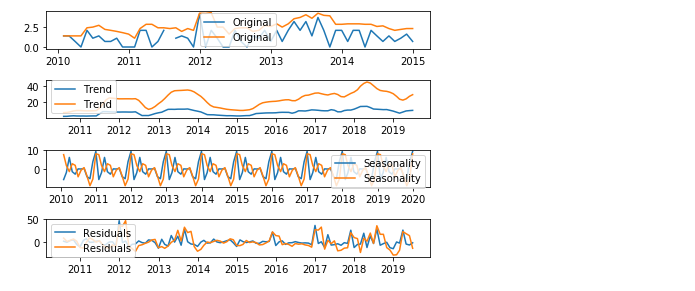 2.5
0.0
Original
Original
2010 2011 2012 2013 2014 2015
40
20
Trend
Trend
2011 2012 2013 2014 2015 2016 2017 2018 2019
10
0
Seasonality
Seasonality
2010 2011 2012 2013 2014 2015 2016 2017 2018 2019 2020
50
0
Residuals
Residuals
2011 2012 2013 2014 2015 2016 2017 2018 2019